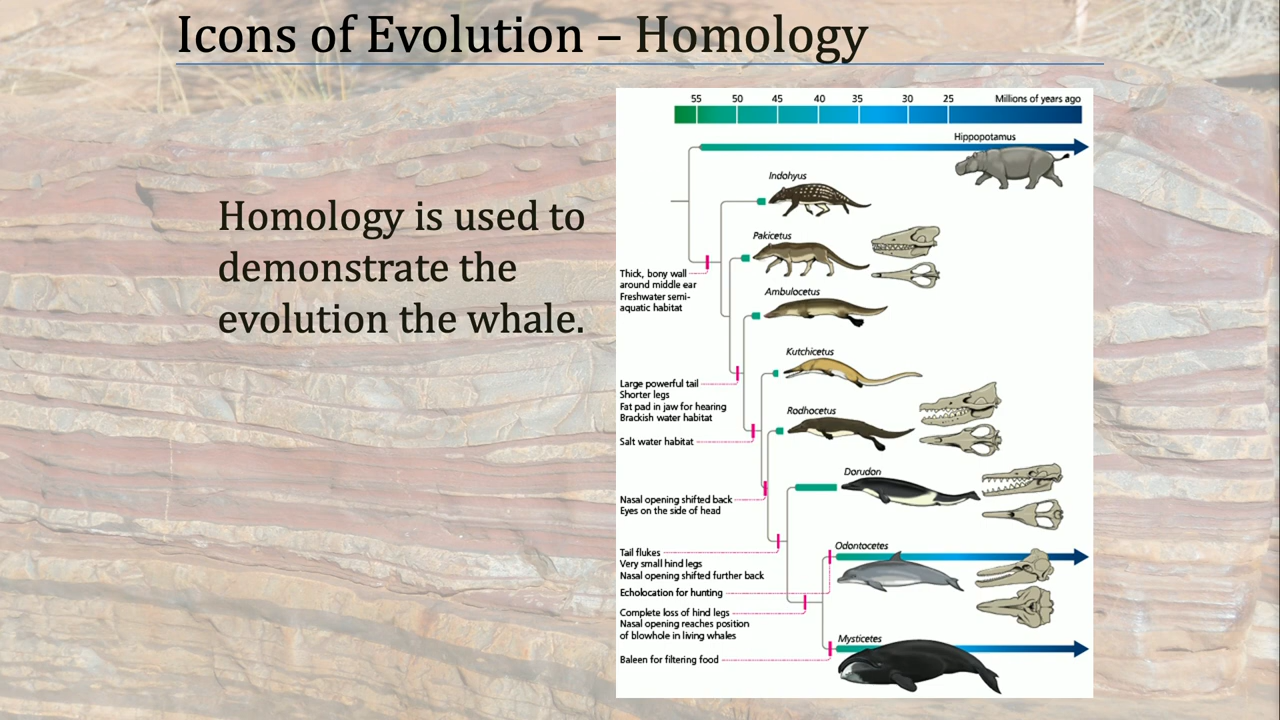 Icons of Evolution – Homology
Homology is used to
demonstrate the
evolution the whale.
55 50 45 40 35 30 25 Millions of years ago
Hippopotamus
Indohyus
Pakicetus
Thick, bony wall
around middle ear
Freshwater semi-
aquatic habitat
Ambulocetus
Kutchicetus
Large powerful tail
Shorter legs
Fat pad in jaw for hearing
Brackish water habitat
Rodhocetus
Salt water habitat
Dorudon
Nasal opening shifted back
Eyes on the side of head
Odontocetes
Tail flukes
Very small hind legs
Nasal opening shifted further back
Echolocation for hunting
Complete loss of hind legs
Nasal opening reaches position
of blowhole in living whales
Mysticetes
Baleen for filtering food